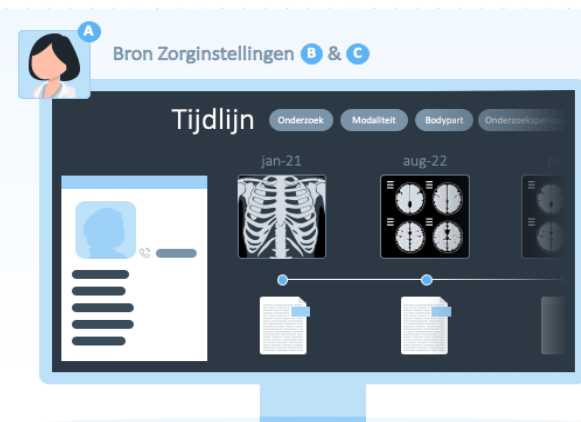 A
Bron Zorginstellingen B & C
Tijdlijn
Onderzoek
Modaliteit
Bodypart
jan-21
aug-22